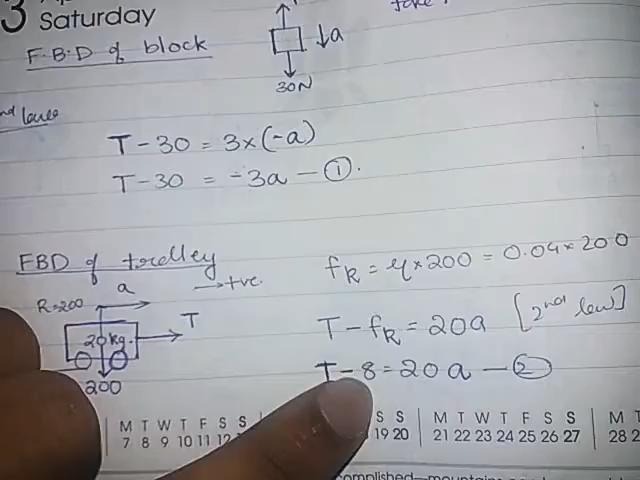 3 Saturday
F.B.D of block
↓a
30N
T - 30 = 3×(-a)
T - 30 = -3a - ①.
FBD of trolley
a
→ +ve.
R=200
T
20kg.
200
fR = μ×200 = 0.04×200
T - fR = 20a [2nd law]
T - 8 = 20a - ②
M T W T F S S
7 8 9 10 11 12
S S
19 20
M T W T F S S
21 22 23 24 25 26 27
M T
28 2